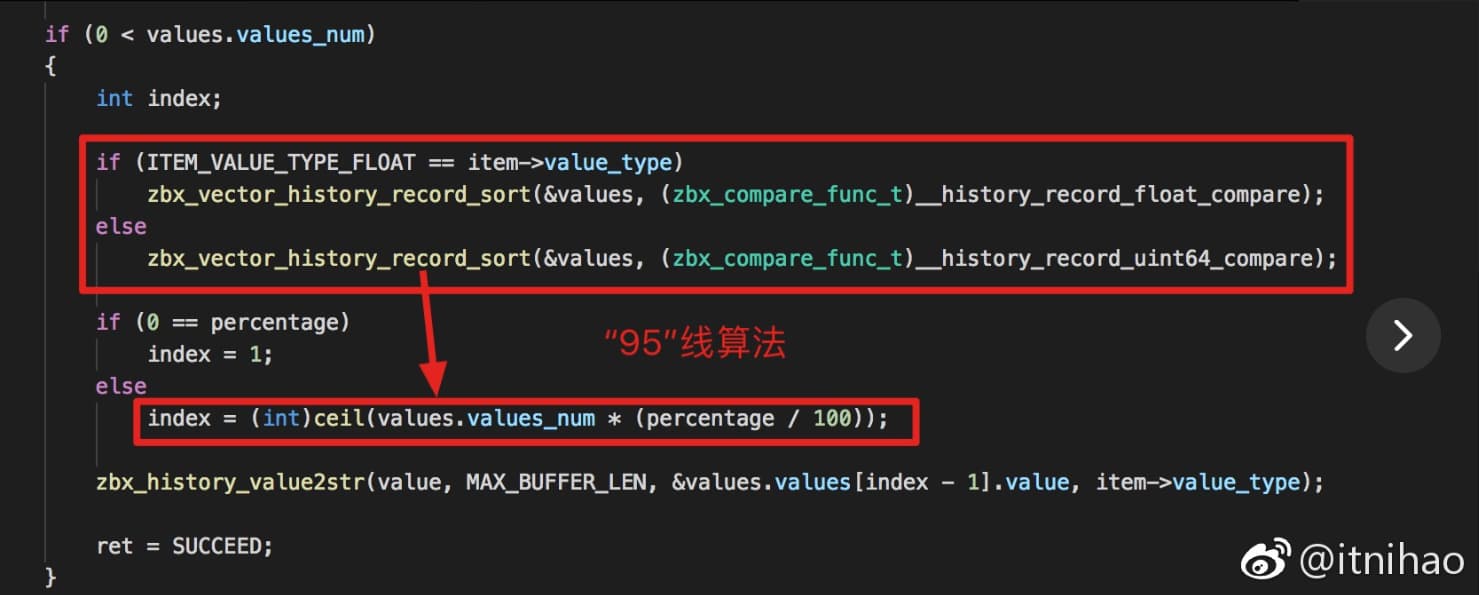 if (0 < values.values_num)
{
int index;
if (ITEM_VALUE_TYPE_FLOAT == item->value_type)
zbx_vector_history_record_sort(&values, (zbx_compare_func_t)__history_record_float_compare);
else
zbx_vector_history_record_sort(&values, (zbx_compare_func_t)__history_record_uint64_compare);
if (0 == percentage)
index = 1;
“95”线算法
else
index = (int)ceil(values.values_num * (percentage / 100));
zbx_history_value2str(value, MAX_BUFFER_LEN, &values.values[index - 1].value, item->value_type);
ret = SUCCEED;
}
@itnihao